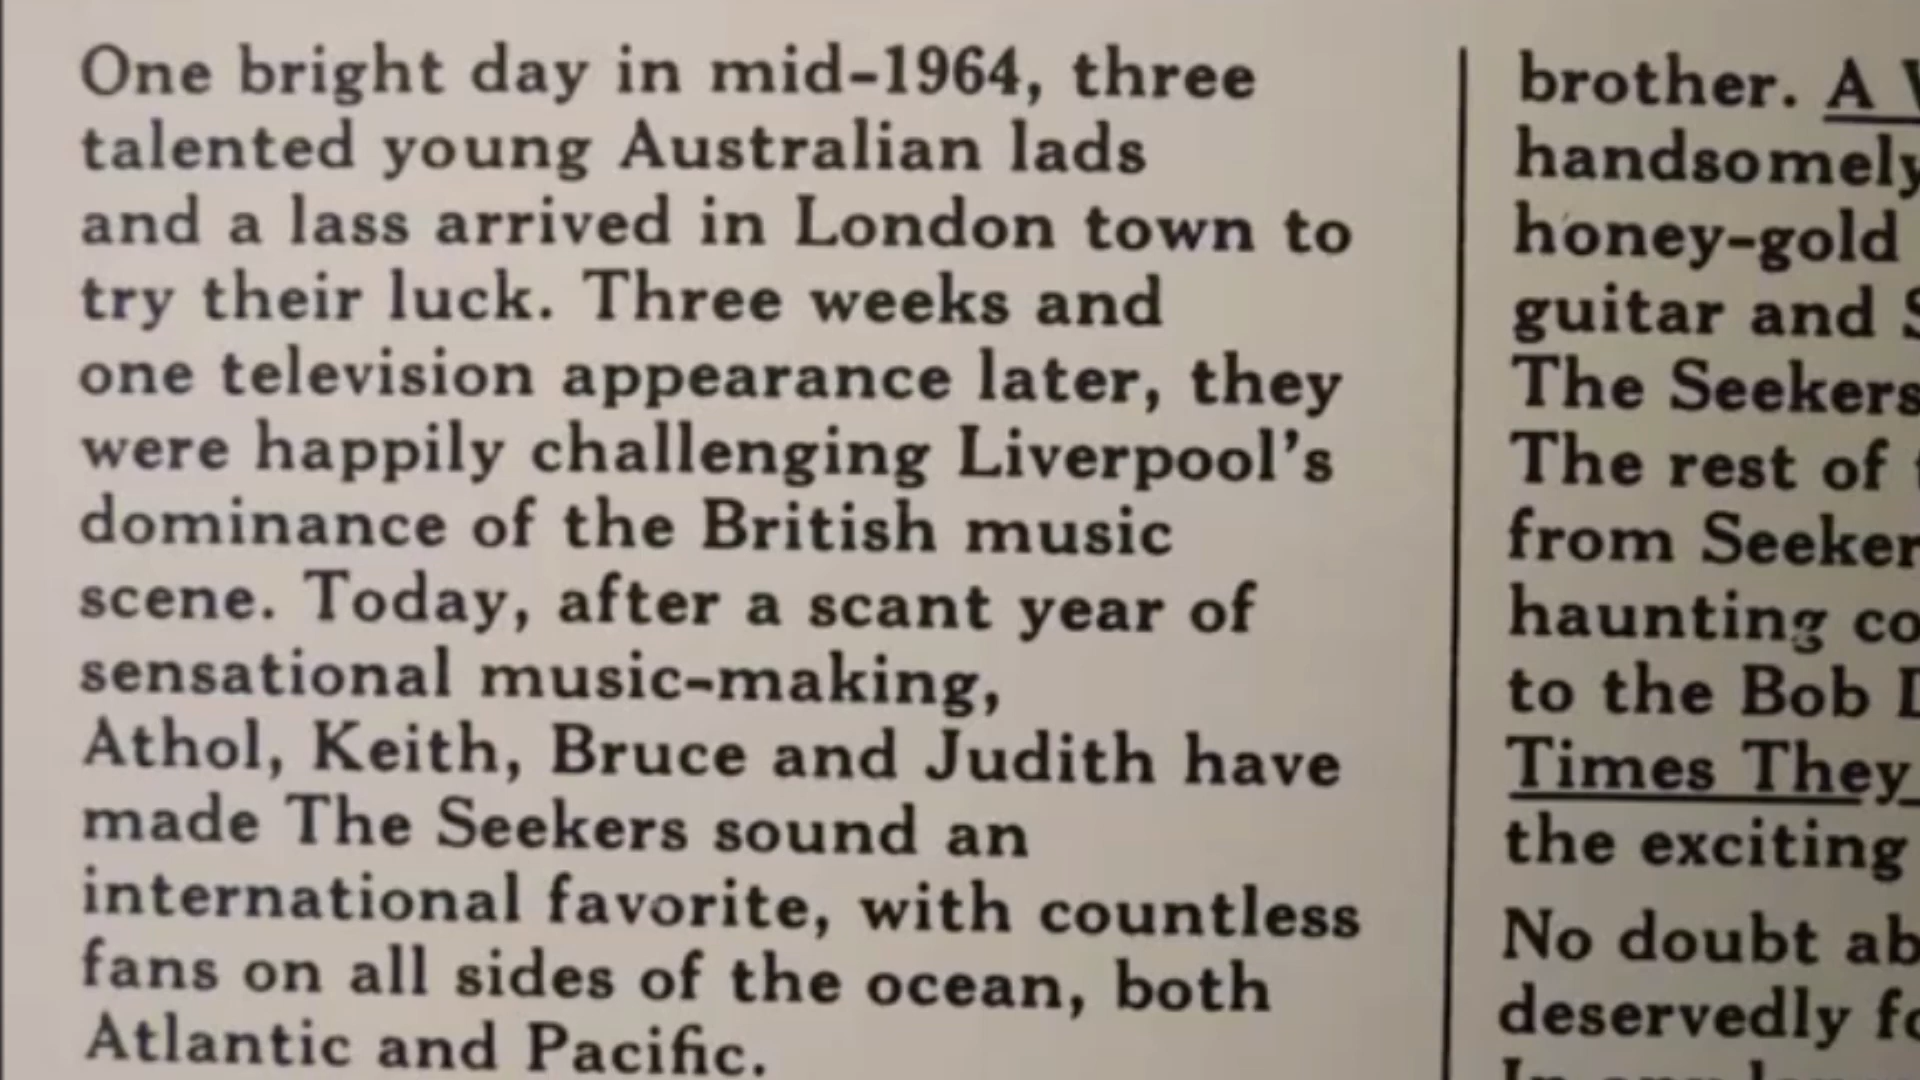 One bright day in mid-1964, three
talented young Australian lads
and a lass arrived in London town to
try their luck. Three weeks and
one television appearance later, they
were happily challenging Liverpool's
dominance of the British music
scene. Today, after a scant year of
sensational music-making,
Athol, Keith, Bruce and Judith have
made The Seekers sound an
international favorite, with countless
fans on all sides of the ocean, both
Atlantic and Pacific.
brother. A
handsomely
honey-gold
guitar and
The Seekers
The rest of
from
haunting
to the Bob
Times They
the exciting
No doubt
deservedly